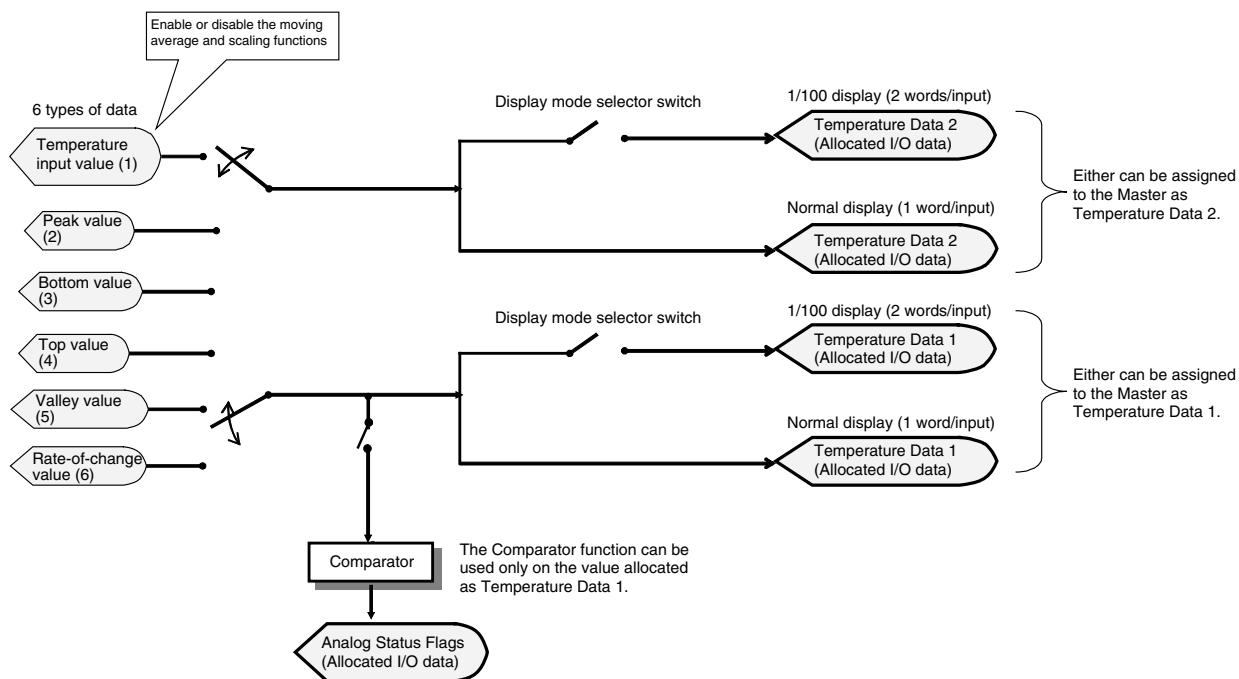 Enable or disable the moving
average and scaling functions
6 types of data
Temperature
input value (1)
Peak value
(2)
Bottom value
(3)
Top value
(4)
Valley value
(5)
Rate-of-change
value (6)
Display mode selector switch
1/100 display (2 words/input)
Temperature Data 2
(Allocated I/O data)
Normal display (1 word/input)
Temperature Data 2
(Allocated I/O data)
Either can be assigned
to the Master as
Temperature Data 2.
Display mode selector switch
1/100 display (2 words/input)
Temperature Data 1
(Allocated I/O data)
Normal display (1 word/input)
Temperature Data 1
(Allocated I/O data)
Either can be assigned
to the Master as
Temperature Data 1.
Comparator
The Comparator function can be
used only on the value allocated
as Temperature Data 1.
Analog Status Flags
(Allocated I/O data)